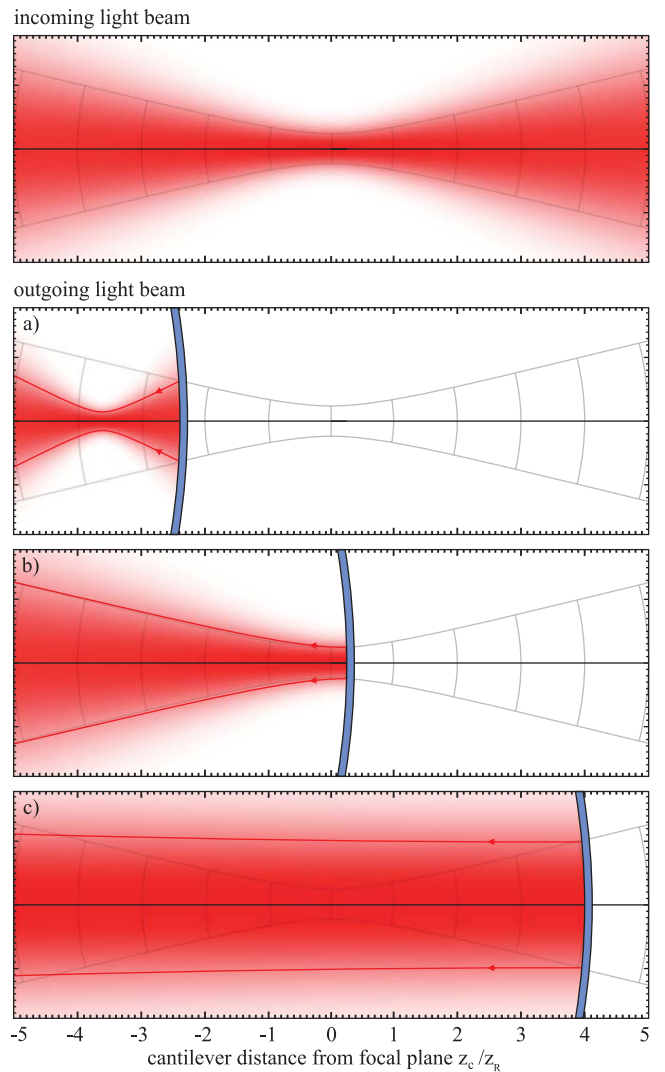 incoming light beam
outgoing light beam
a)
b)
c)
-5 -4 -3 -2 -1 0 1 2 3 4 5
cantilever distance from focal plane z_c/z_R